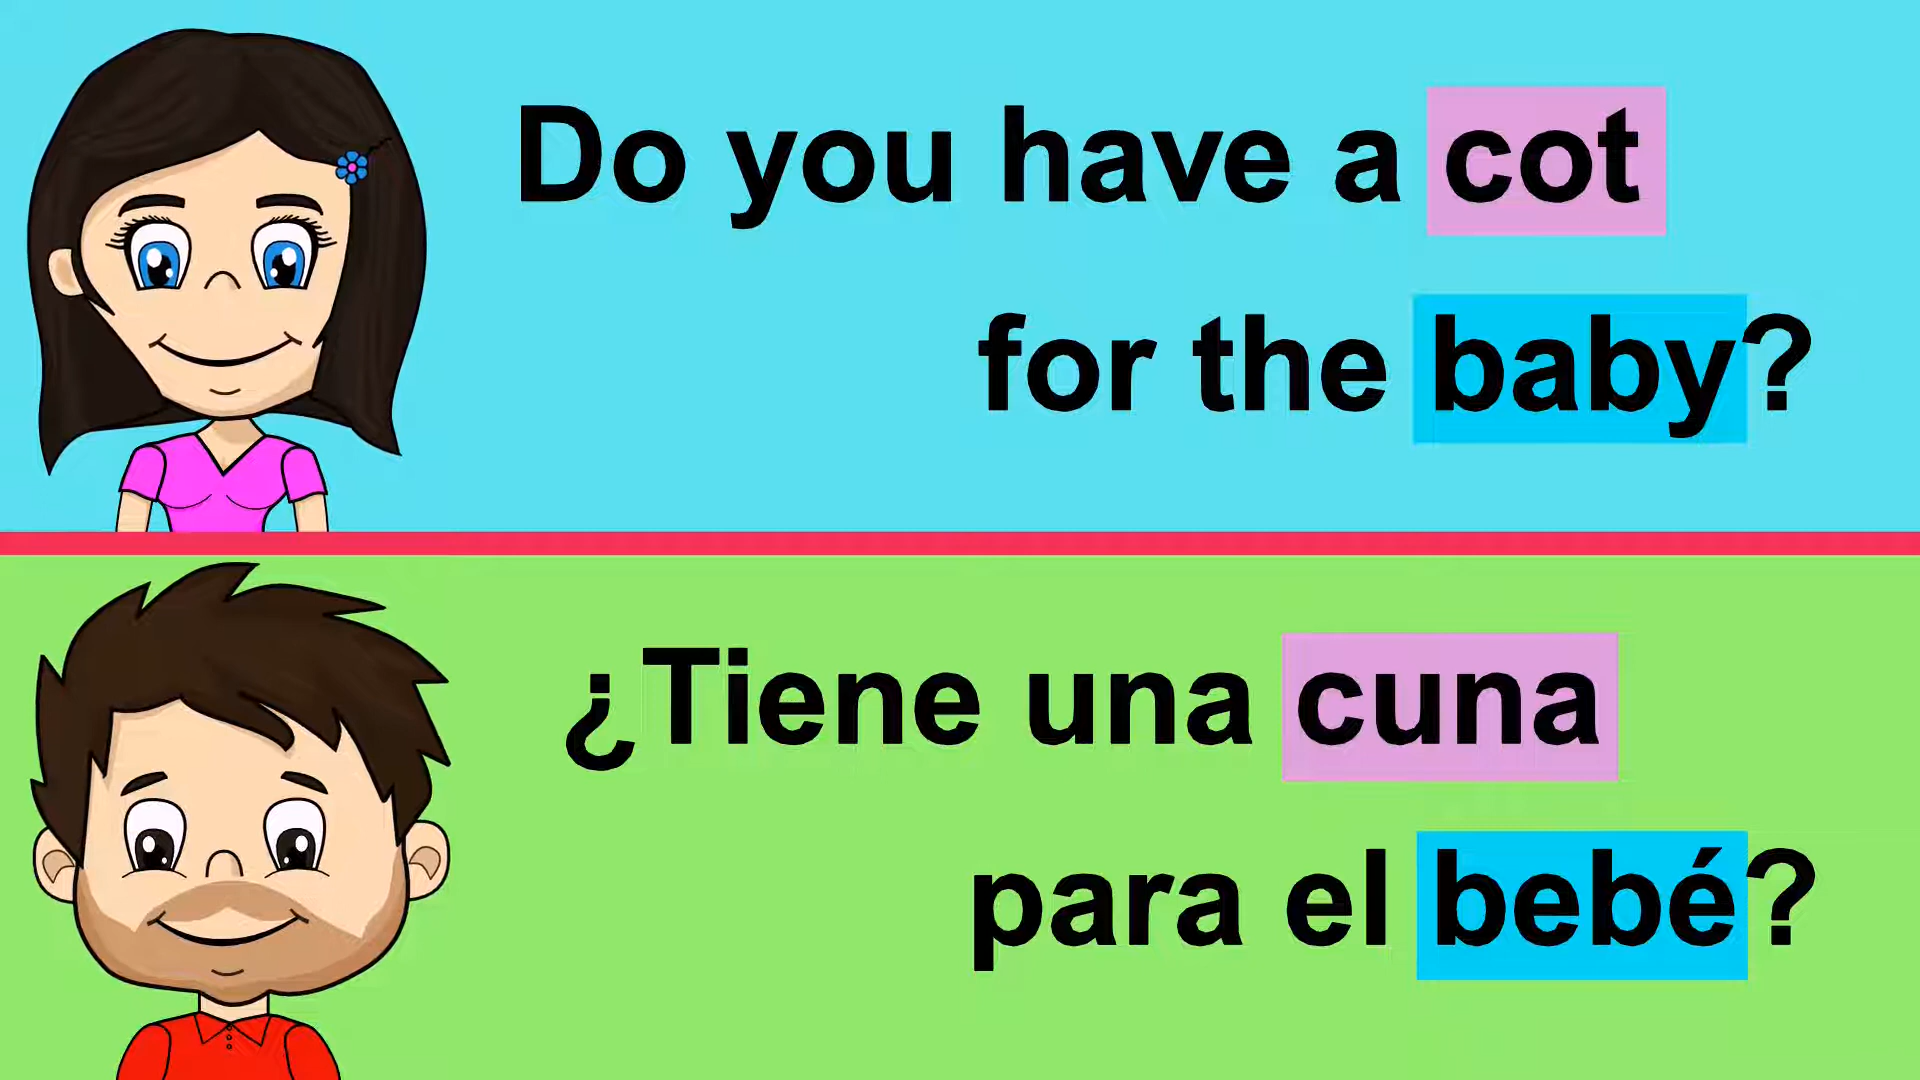 Do you have a cot
for the baby?
¿Tiene una cuna
para el bebé?